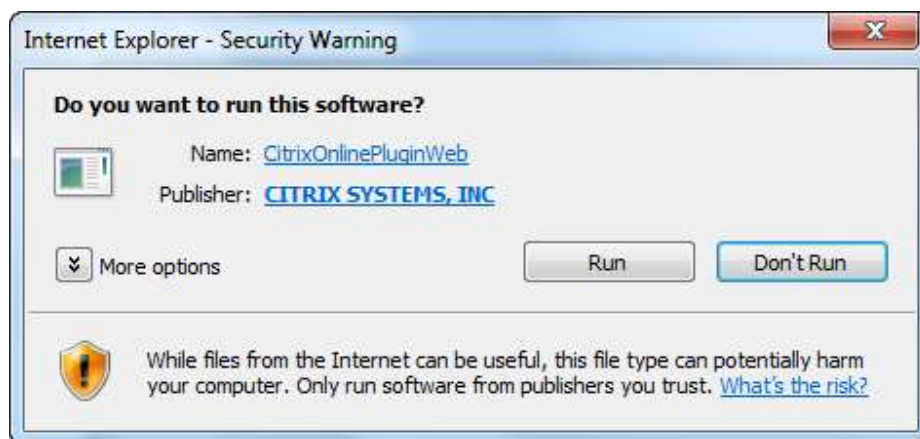 Internet Explorer - Security Warning
Do you want to run this software?
Name: CitrixOnlinePluginWeb
Publisher: CITRIX SYSTEMS, INC
More options
Run
Don't Run
While files from the Internet can be useful, this file type can potentially harm
your computer. Only run software from publishers you trust. What's the risk?